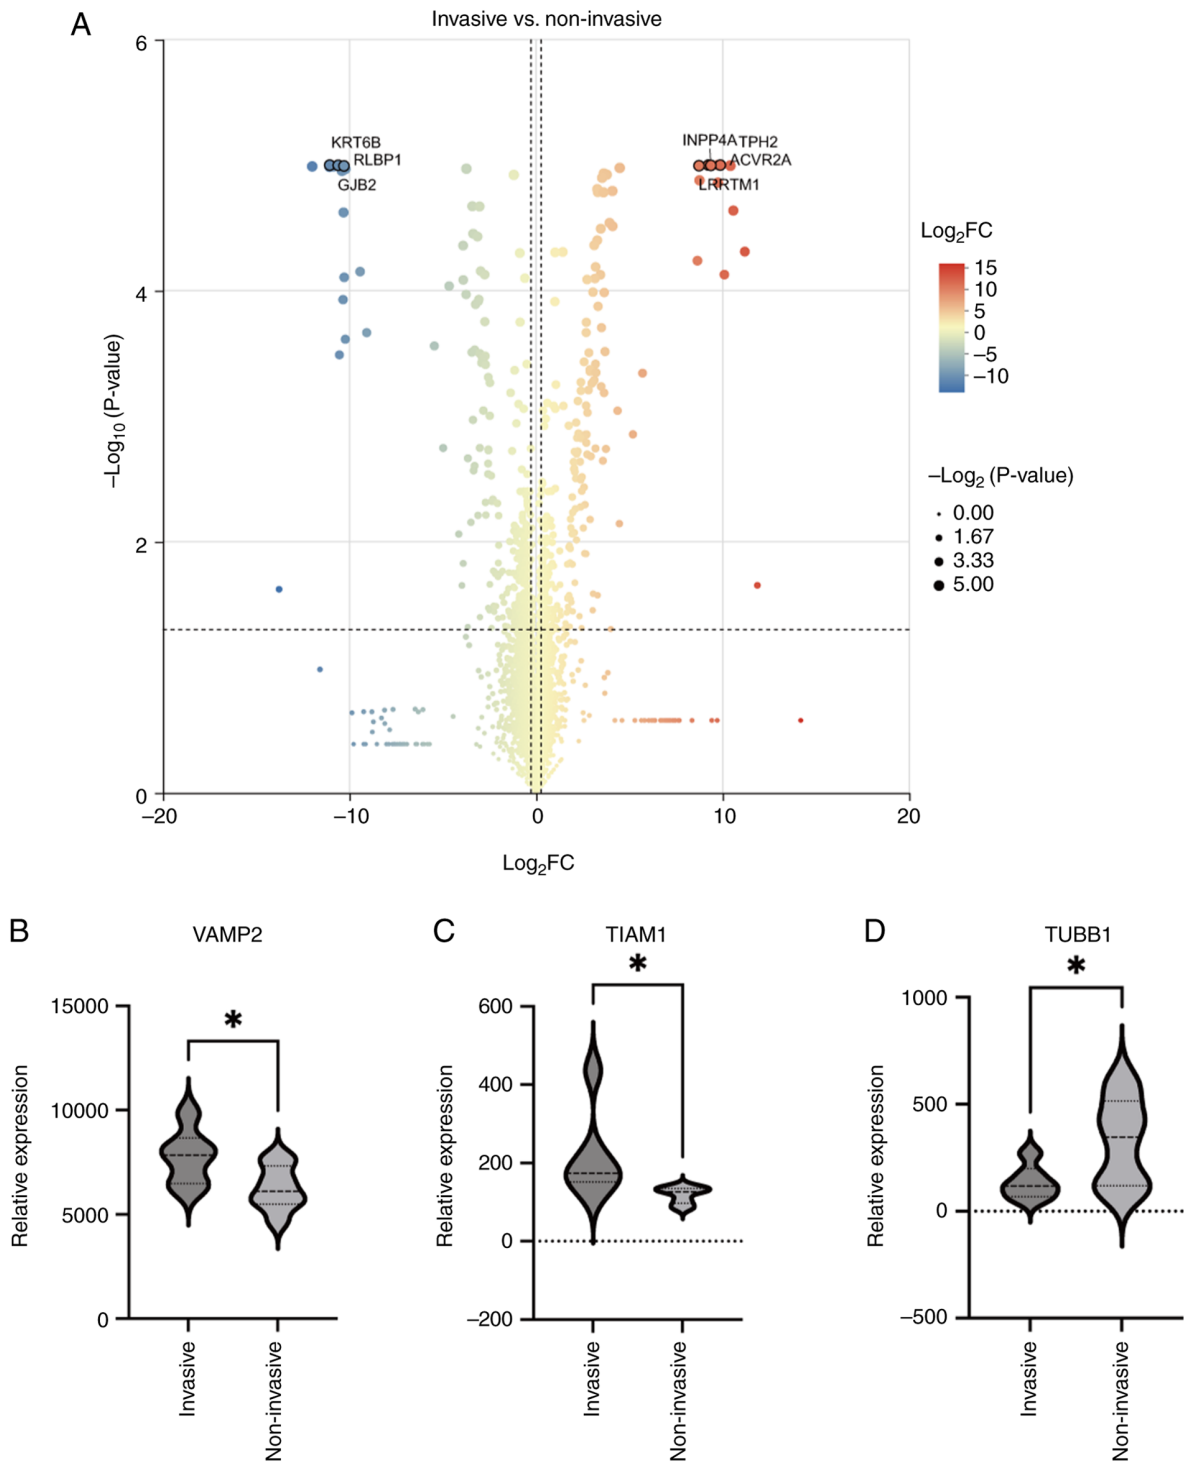 A
Invasive vs. non-invasive
6
4
2
0
–Log10 (P-value)
KRT6B
RLBP1
GJB2
INPP4A TPH2
ACVR2A
LRRTM1
–20
–10
0
10
20
Log2FC
Log2FC
15
10
5
0
–5
–10
–Log2 (P-value)
0.00
1.67
3.33
5.00
B
VAMP2
*
15000
10000
5000
0
Relative expression
Invasive
Non-invasive
C
TIAM1
*
600
400
200
0
–200
Relative expression
Invasive
Non-invasive
D
TUBB1
*
1000
500
0
–500
Relative expression
Invasive
Non-invasive